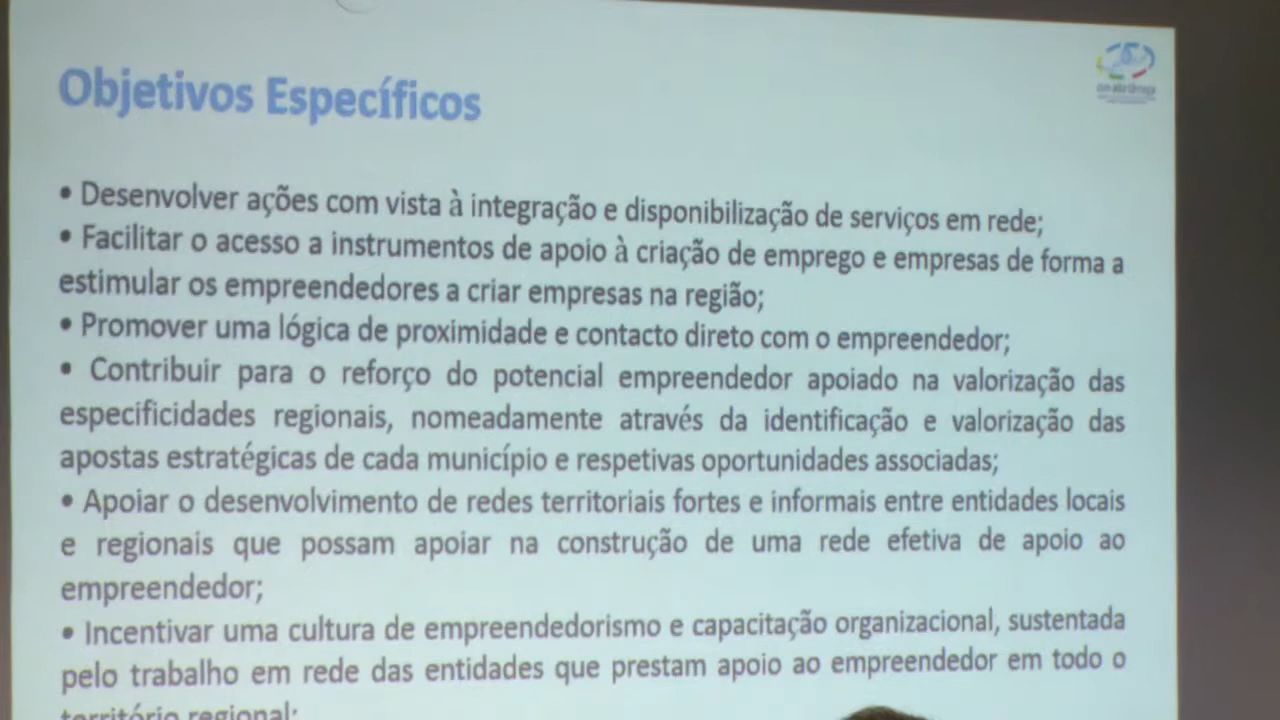 Objetivos Específicos
• Desenvolver ações com vista à integração e disponibilização de serviços em rede;
• Facilitar o acesso a instrumentos de apoio à criação de emprego e empresas de forma a
estimular os empreendedores a criar empresas na região;
• Promover uma lógica de proximidade e contacto direto com o empreendedor;
• Contribuir para o reforço do potencial empreendedor apoiado na valorização das
especificidades regionais, nomeadamente através da identificação e valorização das
apostas estratégicas de cada município e respetivas oportunidades associadas;
• Apoiar o desenvolvimento de redes territoriais fortes e informais entre entidades locais
e regionais que possam apoiar na construção de uma rede efetiva de apoio ao
empreendedor;
• Incentivar uma cultura de empreendedorismo e capacitação organizacional, sustentada
pelo trabalho em rede das entidades que prestam apoio ao empreendedor em todo o
território regional;